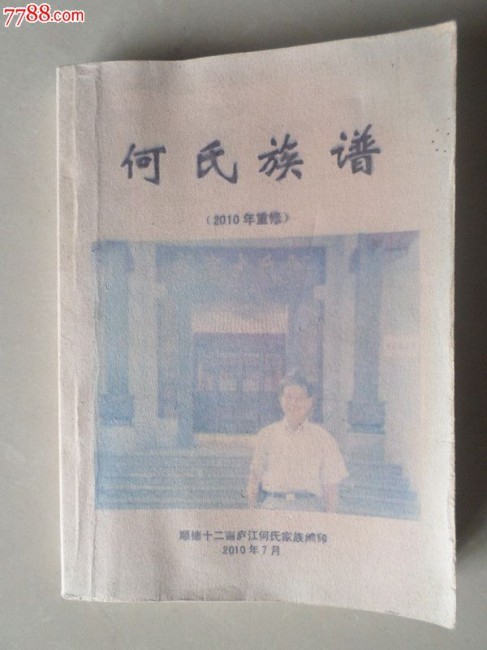 7788.com
何氏族谱
（2010年重修）
顺德十二画庐江何氏家族编印
2010年7月